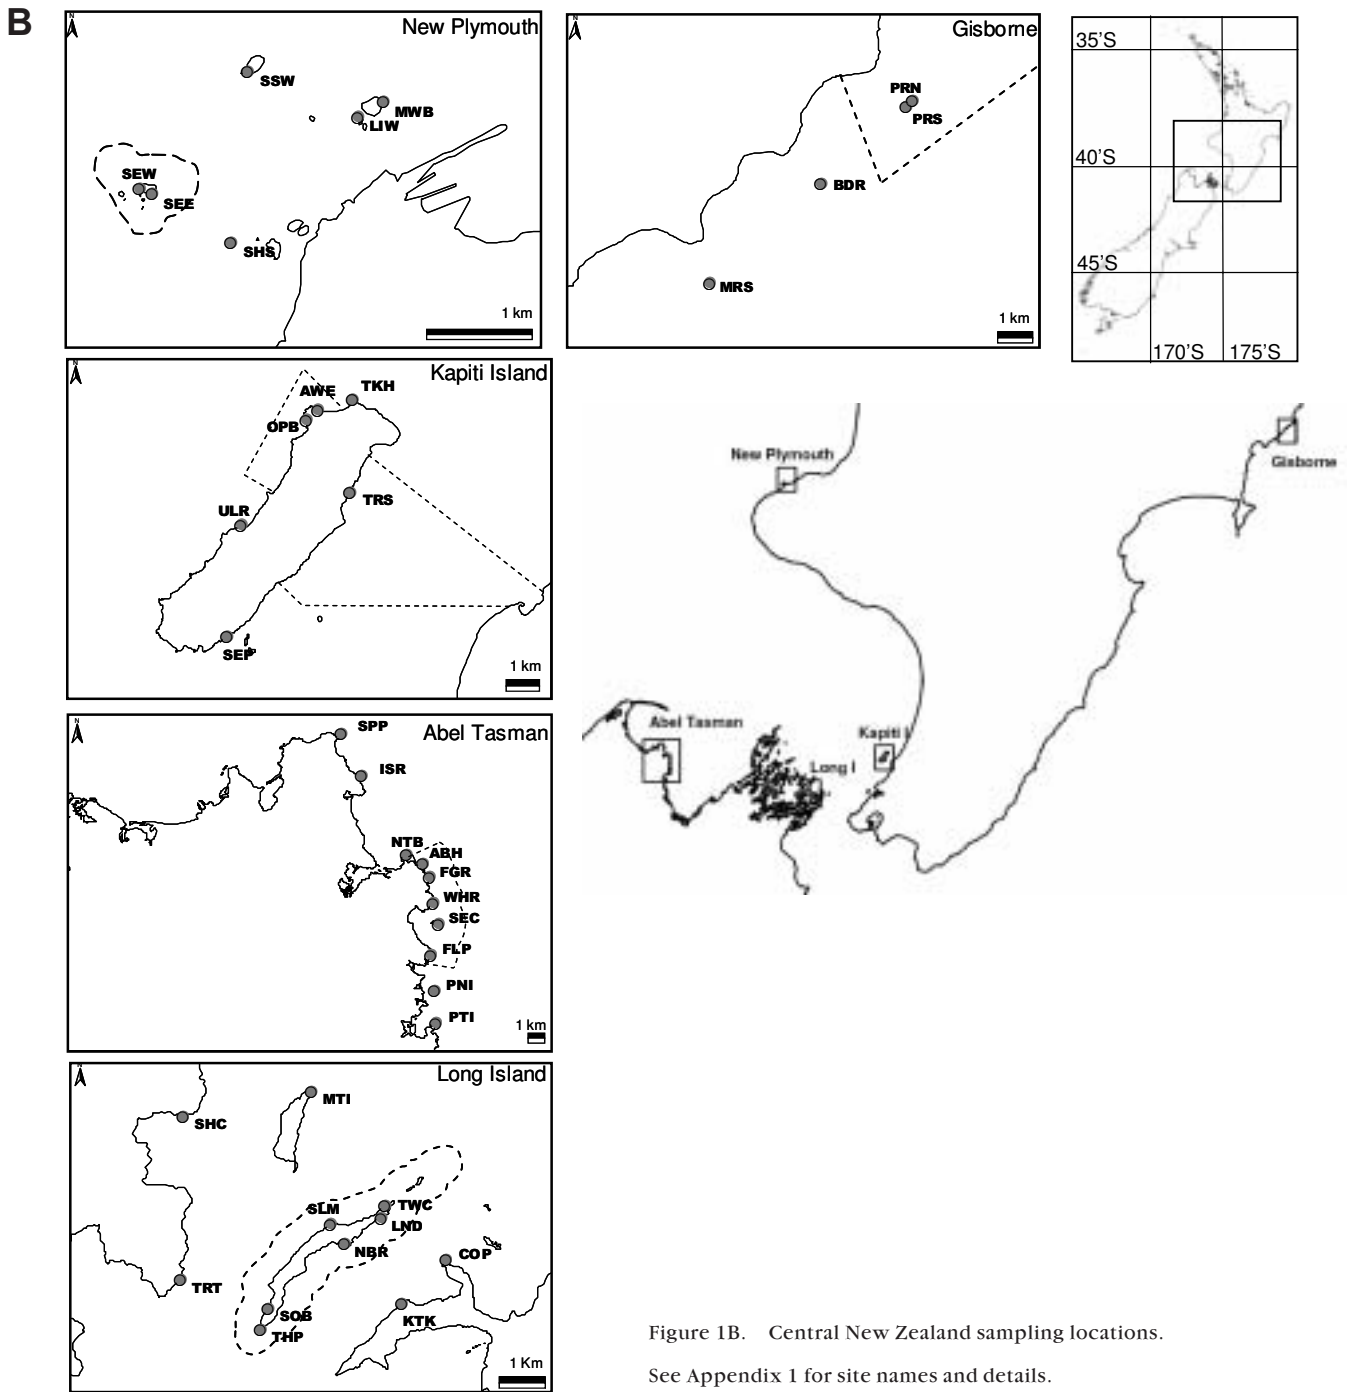 B
New Plymouth
SSW
MWB
LIW
SEW
SEE
SHS
1 km
Gisborne
PRN
PRS
BDR
MRS
1 km
35'S
40'S
45'S
170'S 175'S
Kapiti Island
AWE
TKH
OPB
TRS
ULR
SEP
1 km
New Plymouth
Gisborne
Abel Tasman
Kapiti I
Long I
Abel Tasman
SPP
ISR
NTB
ABH
FGR
WHR
SEC
FLP
PNI
PTI
1 km
Long Island
MTI
SHC
TWC
SLM
LND
NBR
COP
TRT
SOB
KTK
THP
1 Km
Figure 1B. Central New Zealand sampling locations.
See Appendix 1 for site names and details.